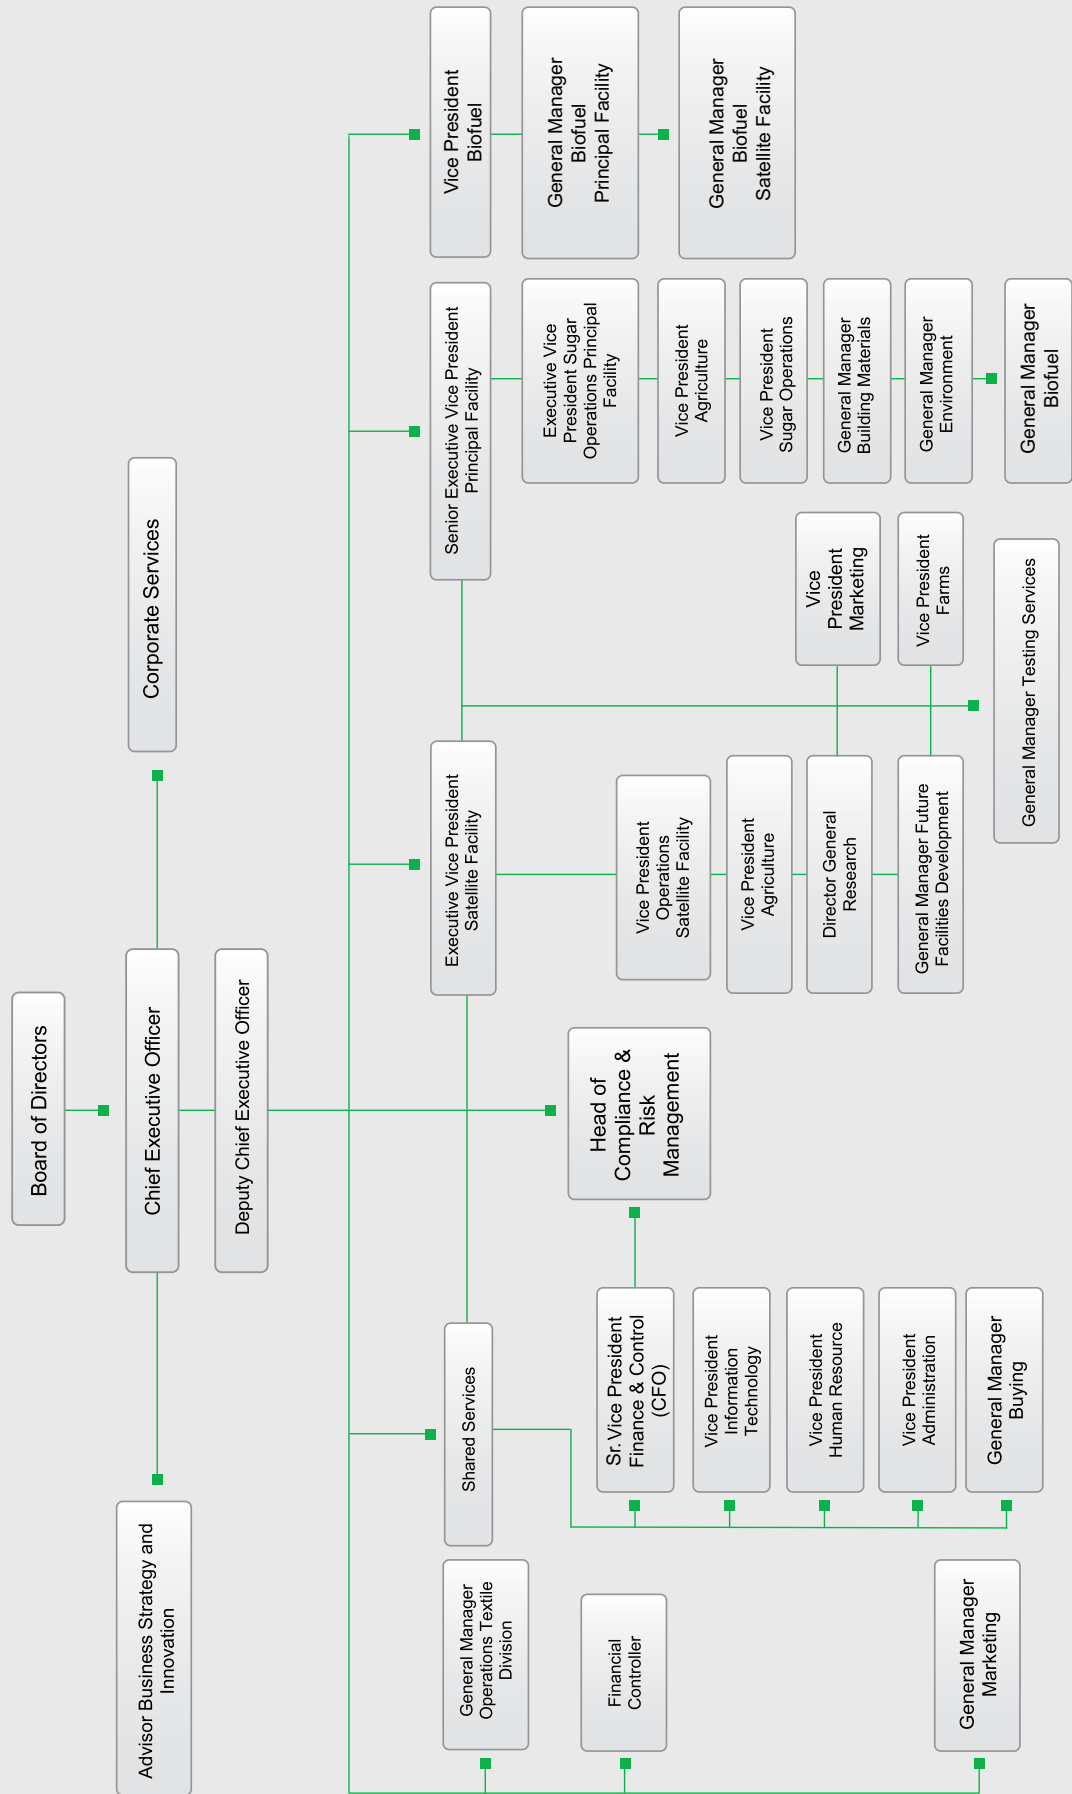 Board of Directors
Advisor Business Strategy and
Innovation
Chief Executive Officer
Corporate Services
Deputy Chief Executive Officer
General Manager
Operations Textile
Division
Financial
Controller
General Manager
Marketing
Shared Services
Sr. Vice President
Finance & Control
(CFO)
Vice President
Information
Technology
Vice President
Human Resource
Vice President
Administration
General Manager
Buying
Head of
Compliance &
Risk
Management
Executive Vice President
Satellite Facility
Vice President
Operations
Satellite Facility
Vice President
Agriculture
Director General
Research
General Manager Future
Facilities Development
Vice
President
Marketing
Vice President
Farms
General Manager Testing Services
Senior Executive Vice President
Principal Facility
Executive Vice
President Sugar
Operations Principal
Facility
Vice President
Agriculture
Vice President
Sugar Operations
General Manager
Building Materials
General Manager
Environment
General Manager
Biofuel
Vice President
Biofuel
General Manager
Biofuel
Principal Facility
General Manager
Biofuel
Satellite Facility